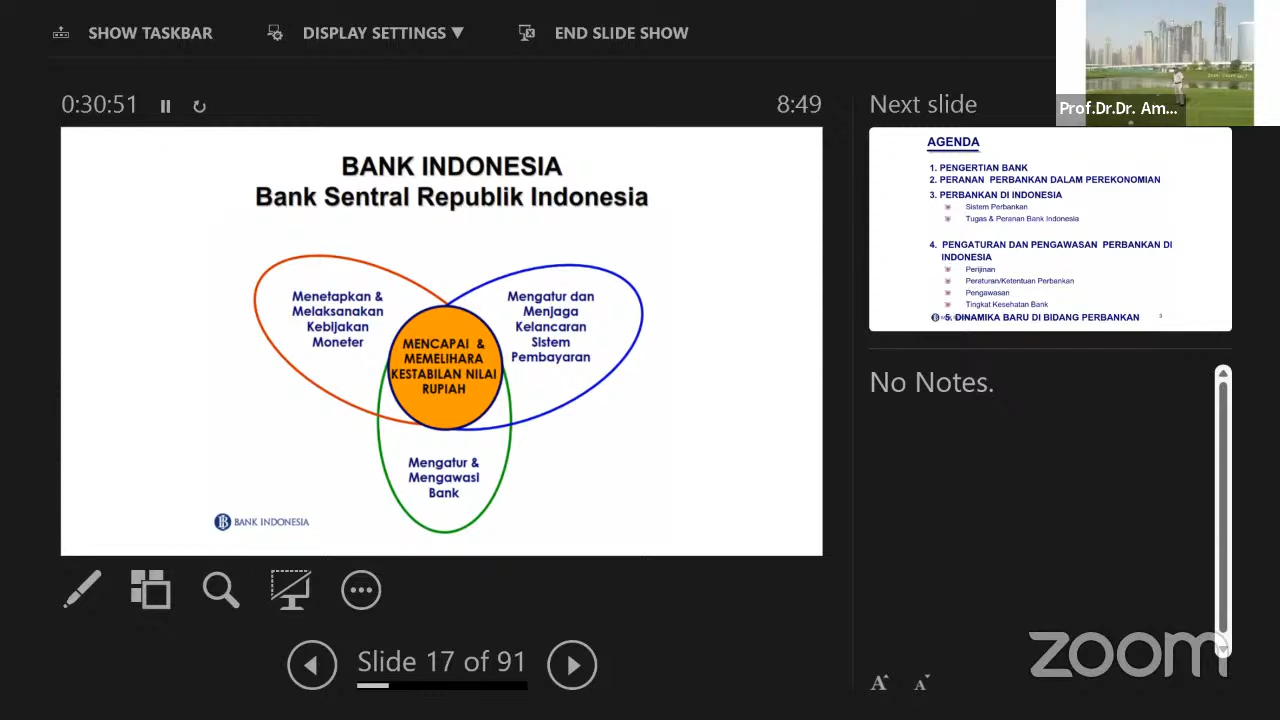 SHOW TASKBAR
DISPLAY SETTINGS ▼
END SLIDE SHOW
0:30:51
8:49
Next slide
Prof.Dr.Dr. Am...
BANK INDONESIA
Bank Sentral Republik Indonesia
Menetapkan &
Melaksanakan
Kebijakan
Moneter
Mengatur dan
Menjaga
Kelancaran
Sistem
Pembayaran
MENCAPAI &
MEMELIHARA
KESTABILAN NILAI
RUPIAH
Mengatur &
Mengawasi
Bank
BANK INDONESIA
AGENDA
1. PENGERTIAN BANK
2. PERANAN PERBANKAN DALAM PEREKONOMIAN
3. PERBANKAN DI INDONESIA
Sistem Perbankan
Tugas & Peranan Bank Indonesia
4. PENGATURAN DAN PENGAWASAN PERBANKAN DI
INDONESIA
Perijinan
Peraturan/Ketentuan Perbankan
Pengawasan
Tingkat Kesehatan Bank
5. DINAMIKA BARU DI BIDANG PERBANKAN
3
No Notes.
Slide 17 of 91
A A
zoom